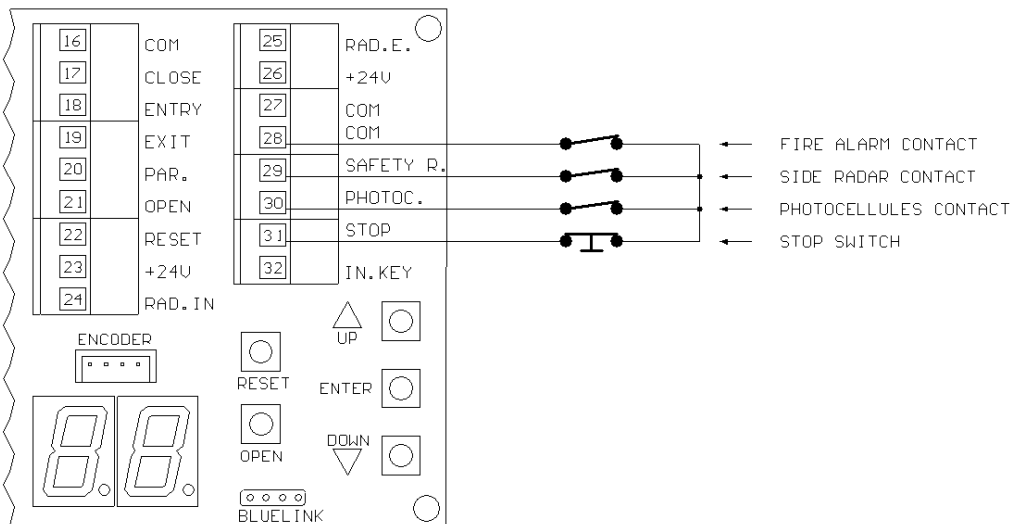 16 COM
17 CLOSE
18 ENTRY
19 EXIT
20 PAR.
21 OPEN
22 RESET
23 +24V
24 RAD.IN
25 RAD.E.
26 +24V
27 COM
28 COM
29 SAFETY R.
30 PHOTOC.
31 STOP
32 IN.KEY
FIRE ALARM CONTACT
SIDE RADAR CONTACT
PHOTOCELLULES CONTACT
STOP SWITCH
ENCODER
RESET
OPEN
UP
ENTER
DOWN
88
BLUELINK